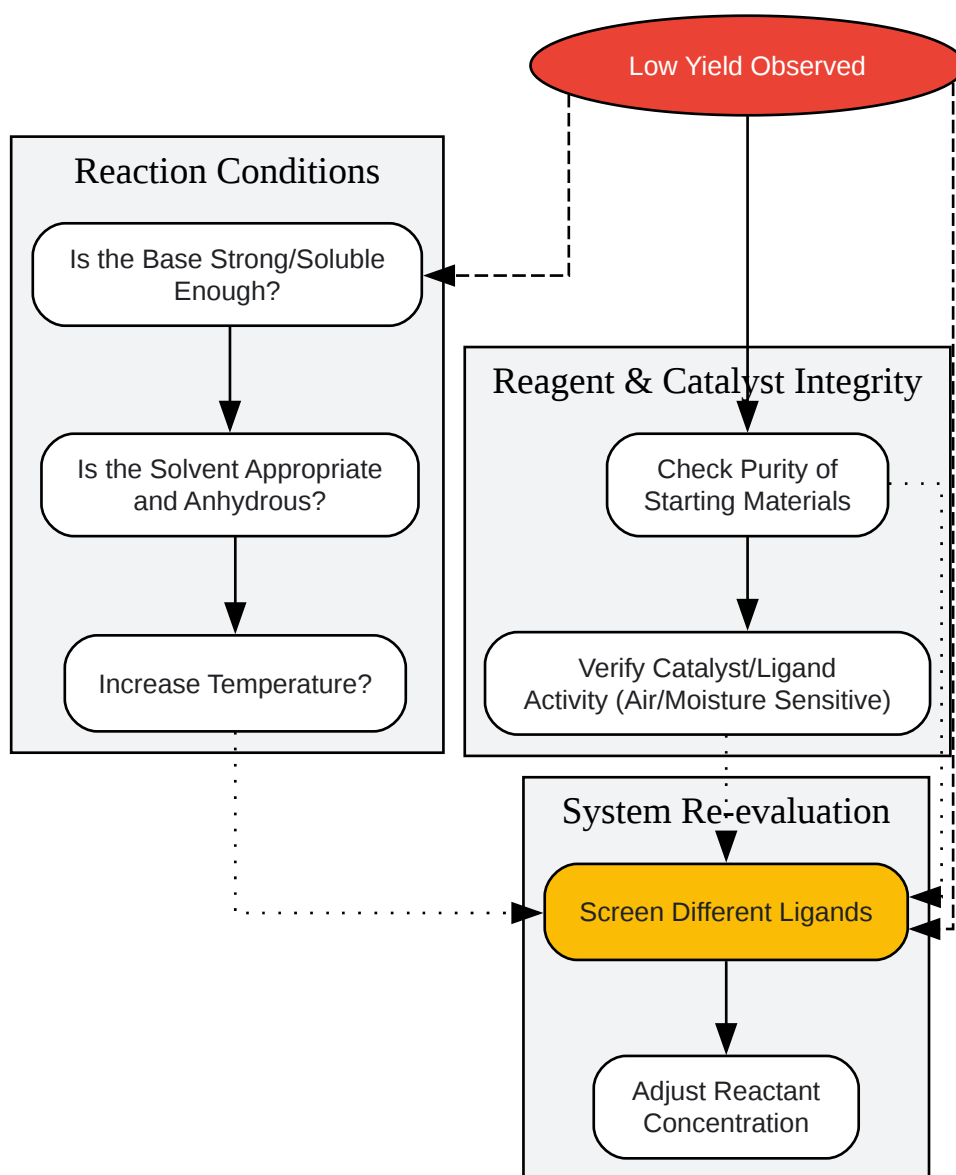 Low Yield Observed
Reaction Conditions
Is the Base Strong/Soluble
Enough?
Is the Solvent Appropriate
and Anhydrous?
Increase Temperature?
Reagent & Catalyst Integrity
Check Purity of
Starting Materials
Verify Catalyst/Ligand
Activity (Air/Moisture Sensitive)
System Re-evaluation
Screen Different Ligands
Adjust Reactant
Concentration